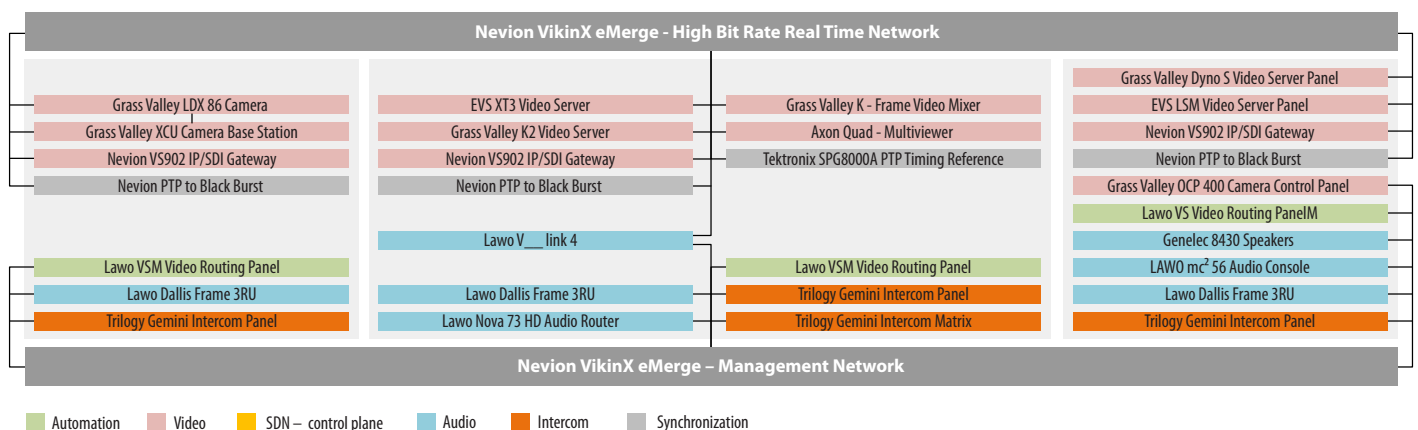 Nevion VikinX eMerge - High Bit Rate Real Time Network
Grass Valley LDX 86 Camera
Grass Valley XCU Camera Base Station
Nevion VS902 IP/SDI Gateway
Nevion PTP to Black Burst
Lawo VSM Video Routing Panel
Lawo Dallis Frame 3RU
Trilogy Gemini Intercom Panel
EVS XT3 Video Server
Grass Valley K2 Video Server
Nevion VS902 IP/SDI Gateway
Nevion PTP to Black Burst
Lawo V__ link 4
Lawo Dallis Frame 3RU
Lawo Nova 73 HD Audio Router
Grass Valley K - Frame Video Mixer
Axon Quad - Multiviewer
Tektronix SPG8000A PTP Timing Reference
Lawo VSM Video Routing Panel
Trilogy Gemini Intercom Panel
Trilogy Gemini Intercom Matrix
Grass Valley Dyno S Video Server Panel
EVS LSM Video Server Panel
Nevion VS902 IP/SDI Gateway
Nevion PTP to Black Burst
Grass Valley OCP 400 Camera Control Panel
Lawo VS Video Routing PanelM
Genelec 8430 Speakers
LAWO mc² 56 Audio Console
Lawo Dallis Frame 3RU
Trilogy Gemini Intercom Panel
Nevion VikinX eMerge – Management Network
Automation
Video
SDN – control plane
Audio
Intercom
Synchronization